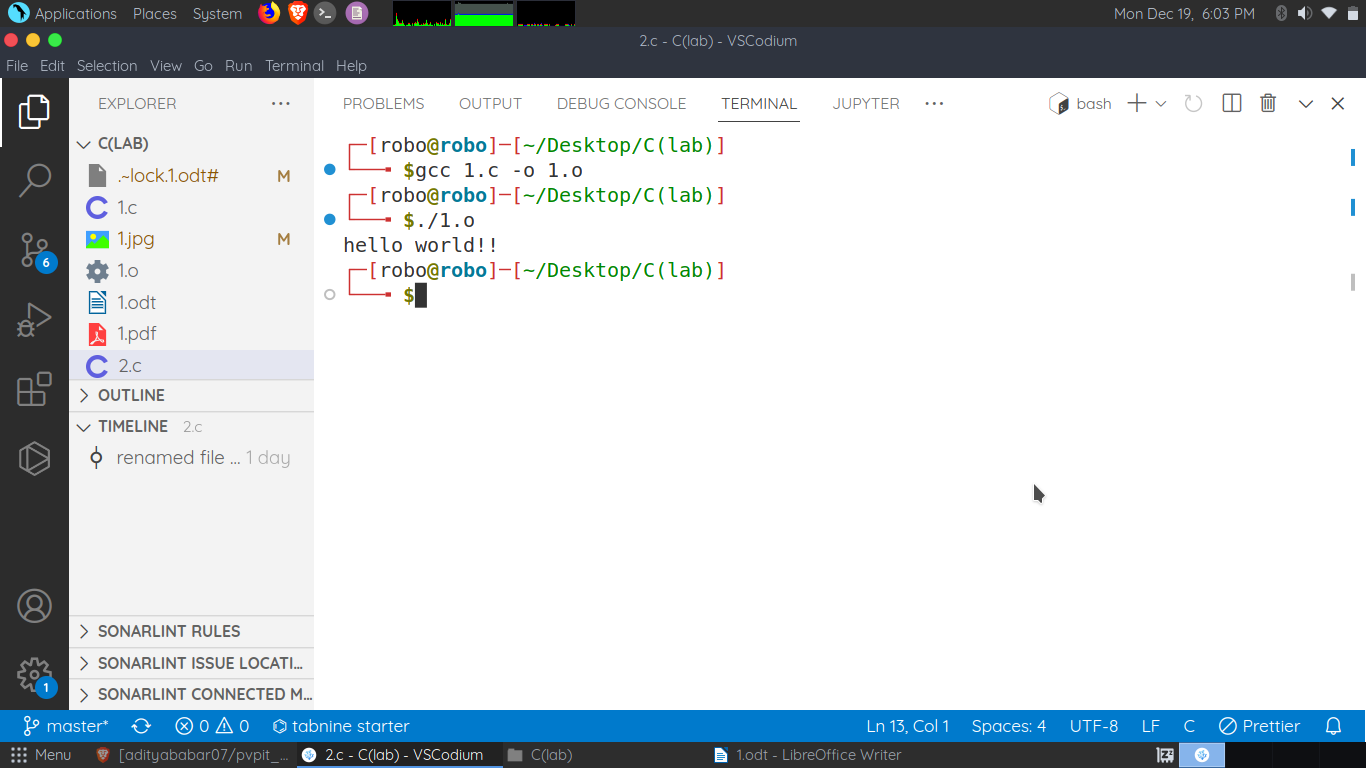 Applications Places System Mon Dec 19, 6:03 PM
2.c - C(lab) - VSCodium
File Edit Selection View Go Run Terminal Help
EXPLORER ···
C(LAB)
.~lock.1.odt# M
1.c
1.jpg M
1.o
1.odt
1.pdf
2.c
OUTLINE
TIMELINE 2.c
renamed file ... 1 day
SONARLINT RULES
SONARLINT ISSUE LOCATI...
SONARLINT CONNECTED M...
6
1
PROBLEMS OUTPUT DEBUG CONSOLE TERMINAL JUPYTER ··· bash
┌─[robo@robo]─[~/Desktop/C(lab)]
└──╼ $gcc 1.c -o 1.o
┌─[robo@robo]─[~/Desktop/C(lab)]
└──╼ $./1.o
hello world!!
┌─[robo@robo]─[~/Desktop/C(lab)]
└──╼ $
master* 0 0 tabnine starter Ln 13, Col 1 Spaces: 4 UTF-8 LF C Prettier
Menu [adityababar07/pvpit_... 2.c - C(lab) - VSCodium C(lab) 1.odt - LibreOffice Writer